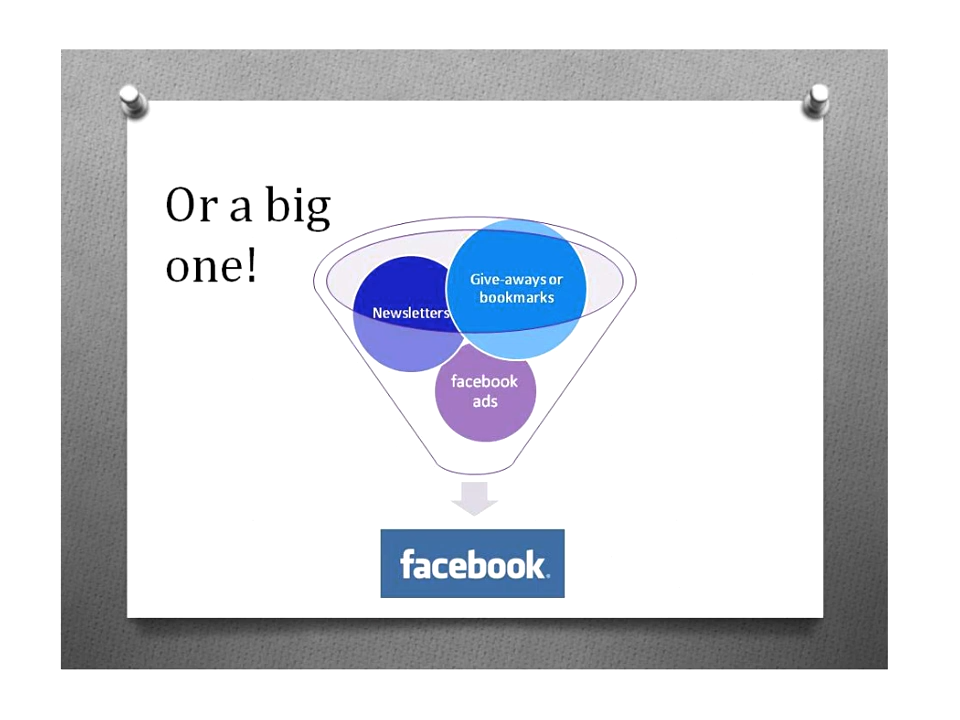 Or a big
one!
Give-aways or
bookmarks
Newsletters
facebook
ads
facebook.